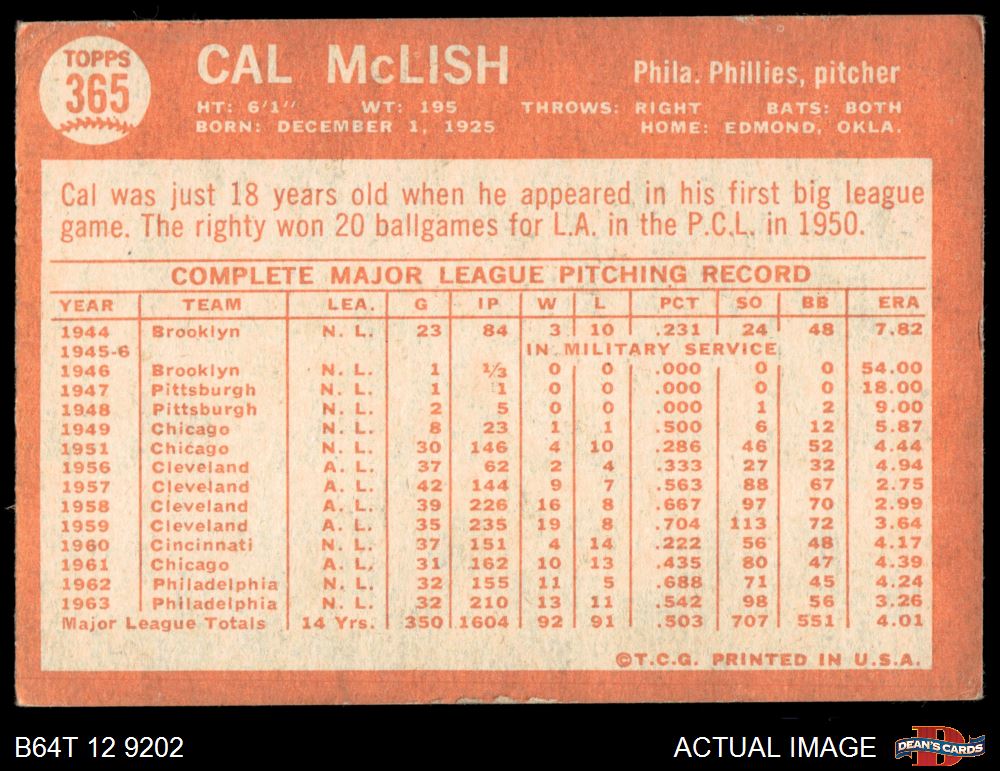 TOPPS
365
CAL McLISH
Phila. Phillies, pitcher
HT: 6'1" WT: 195 THROWS: RIGHT BATS: BOTH
BORN: DECEMBER 1, 1925 HOME: EDMOND, OKLA.
Cal was just 18 years old when he appeared in his first big league
game. The righty won 20 ballgames for L.A. in the P.C.L. in 1950.
COMPLETE MAJOR LEAGUE PITCHING RECORD
YEAR TEAM LEA. G IP W L PCT SO BB ERA
1944 Brooklyn N. L. 23 84 3 10 .231 24 48 7.82
1945-6 IN MILITARY SERVICE
1946 Brooklyn N. L. 1 1/3 0 0 .000 0 0 54.00
1947 Pittsburgh N. L. 1 1 0 0 .000 0 0 18.00
1948 Pittsburgh N. L. 2 5 0 0 .000 1 2 9.00
1949 Chicago N. L. 8 23 1 1 .500 6 12 5.87
1951 Chicago N. L. 30 146 4 10 .286 46 52 4.44
1956 Cleveland A. L. 37 62 2 4 .333 27 32 4.94
1957 Cleveland A. L. 42 144 9 7 .563 88 67 2.75
1958 Cleveland A. L. 39 226 16 8 .667 97 70 2.99
1959 Cleveland A. L. 35 235 19 8 .704 113 72 3.64
1960 Cincinnati N. L. 37 151 4 14 .222 56 48 4.17
1961 Chicago A. L. 31 162 10 13 .435 80 47 4.39
1962 Philadelphia N. L. 32 155 11 5 .688 71 45 4.24
1963 Philadelphia N. L. 32 210 13 11 .542 98 56 3.26
Major League Totals 14 Yrs. 350 1604 92 91 .503 707 551 4.01
©T.C.G. PRINTED IN U.S.A.
B64T 12 9202
ACTUAL IMAGE
D
DEAN'S CARDS